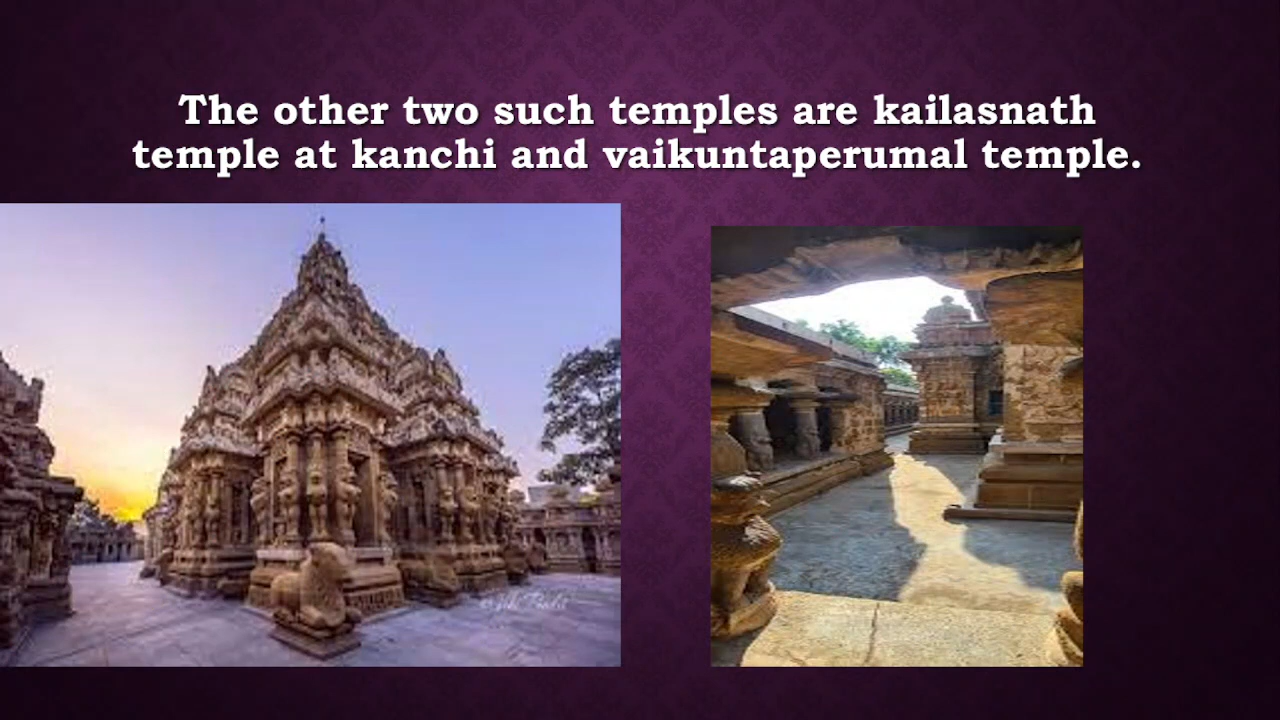 The other two such temples are kailasnath
temple at kanchi and vaikuntaperumal temple.